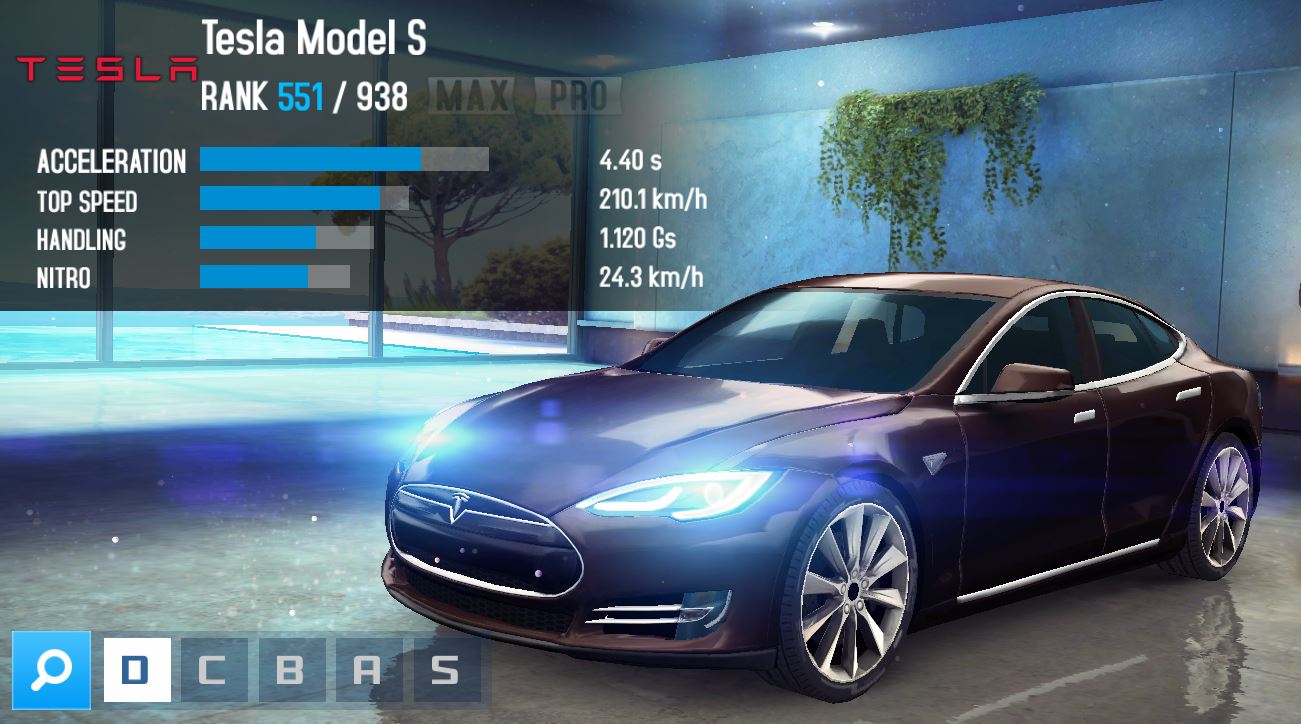 TESLA
Tesla Model S
RANK 551 / 938 MAX PRO
ACCELERATION 4.40 s
TOP SPEED 210.1 km/h
HANDLING 1.120 Gs
NITRO 24.3 km/h
D C B A S